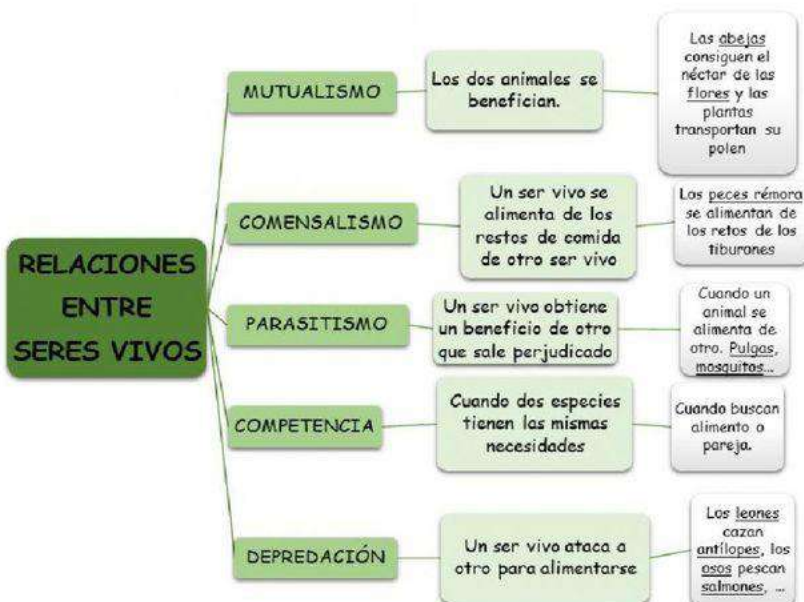 RELACIONES
ENTRE
SERES VIVOS
MUTUALISMO
Los dos animales se
benefician.
Las abejas
consiguen el
néctar de las
flores y las
plantas
transportan su
polen
COMENSALISMO
Un ser vivo se
alimenta de los
restos de comida
de otro ser vivo
Los peces rémora
se alimentan de
los retos de los
tiburones
PARASITISMO
Un ser vivo obtiene
un beneficio de otro
que sale perjudicado
Cuando un
animal se
alimenta de
otro. Pulgas,
mosquitos...
COMPETENCIA
Cuando dos especies
tienen las mismas
necesidades
Cuando buscan
alimento o
pareja.
DEPREDACIÓN
Un ser vivo ataca a
otro para alimentarse
Los leones
cazan
antílopes, los
osos pescan
salmones, ...